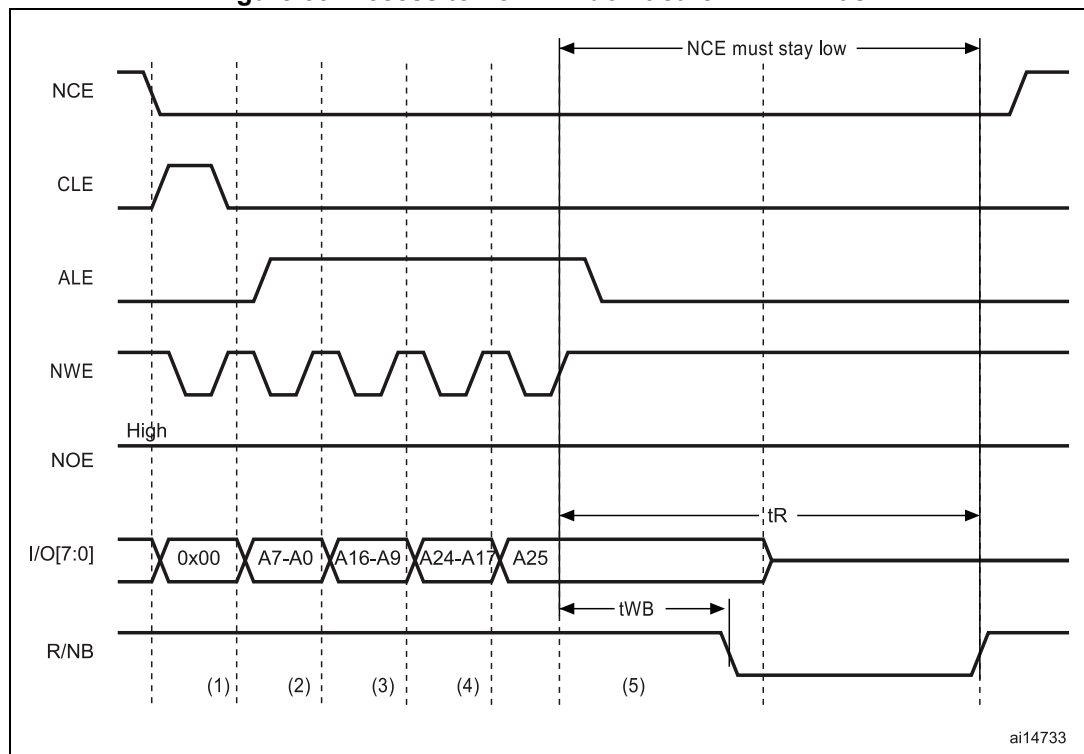 NCE must stay low
NCE
CLE
ALE
NWE
High
NOE
tR
I/O[7:0]
0x00
A7-A0
A16-A9
A24-A17
A25
tWB
R/NB
(1)
(2)
(3)
(4)
(5)
ai14733